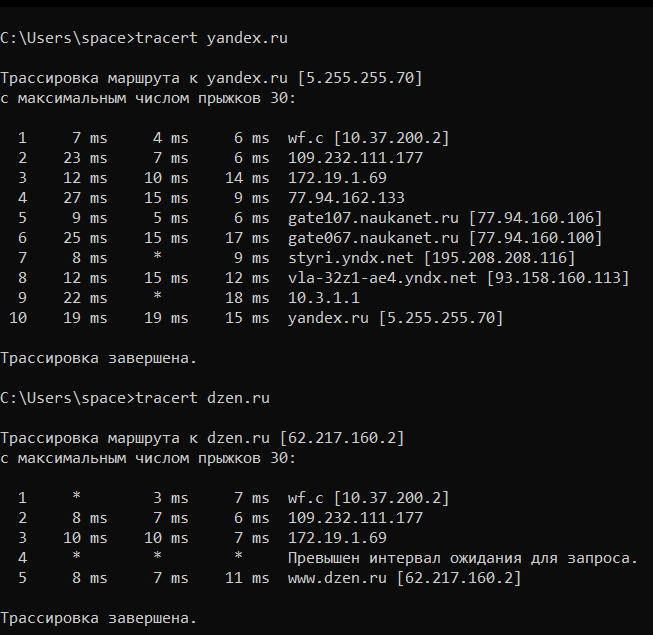 C:\Users\space>tracert yandex.ru
Трассировка маршрута к yandex.ru [5.255.255.70]
с максимальным числом прыжков 30:
1 7 ms 4 ms 6 ms wf.c [10.37.200.2]
2 23 ms 7 ms 6 ms 109.232.111.177
3 12 ms 10 ms 14 ms 172.19.1.69
4 27 ms 15 ms 9 ms 77.94.162.133
5 9 ms 5 ms 6 ms gate107.naukanet.ru [77.94.160.106]
6 25 ms 15 ms 17 ms gate067.naukanet.ru [77.94.160.100]
7 8 ms * 9 ms styri.yndx.net [195.208.208.116]
8 12 ms 15 ms 12 ms vla-32z1-ae4.yndx.net [93.158.160.113]
9 22 ms * 18 ms 10.3.1.1
10 19 ms 19 ms 15 ms yandex.ru [5.255.255.70]
Трассировка завершена.
C:\Users\space>tracert dzen.ru
Трассировка маршрута к dzen.ru [62.217.160.2]
с максимальным числом прыжков 30:
1 * 3 ms 7 ms wf.c [10.37.200.2]
2 8 ms 7 ms 6 ms 109.232.111.177
3 10 ms 10 ms 7 ms 172.19.1.69
4 * * * Превышен интервал ожидания для запроса.
5 8 ms 7 ms 11 ms www.dzen.ru [62.217.160.2]
Трассировка завершена.